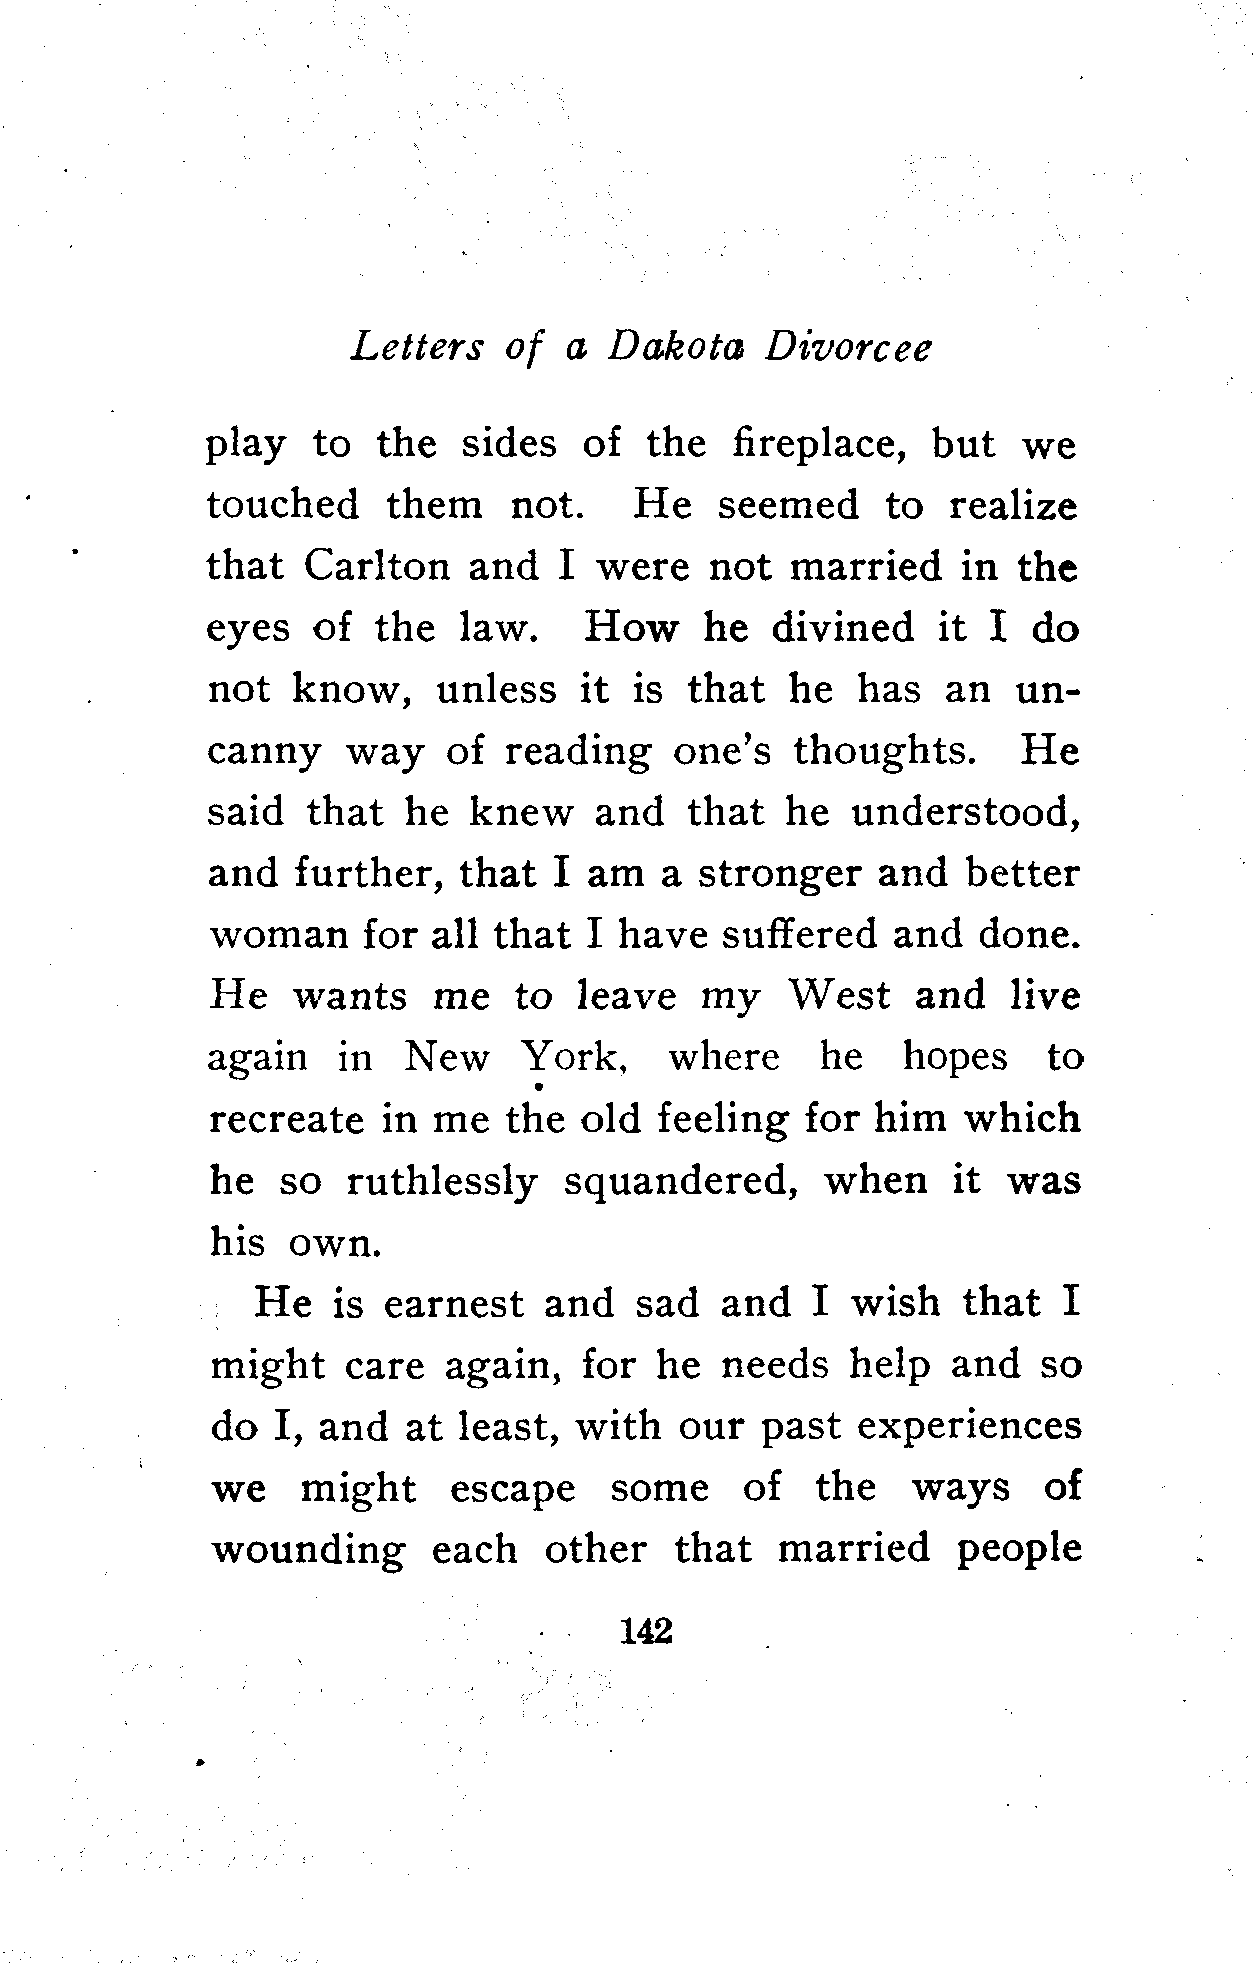 Letters of a Dakota Divorcee
play to the sides of the fireplace, but we
touched them not. He seemed to realize
that Carlton and I were not married in the
eyes of the law. How he divined it I do
not know, unless it is that he has an un-
canny way of reading one's thoughts. He
said that he knew and that he understood,
and further, that I am a stronger and better
woman for all that I have suffered and done.
He wants me to leave my West and live
again in New York, where he hopes to
recreate in me the old feeling for him which
he so ruthlessly squandered, when it was
his own.
He is earnest and sad and I wish that I
might care again, for he needs help and so
do I, and at least, with our past experiences
we might escape some of the ways of
wounding each other that married people
142